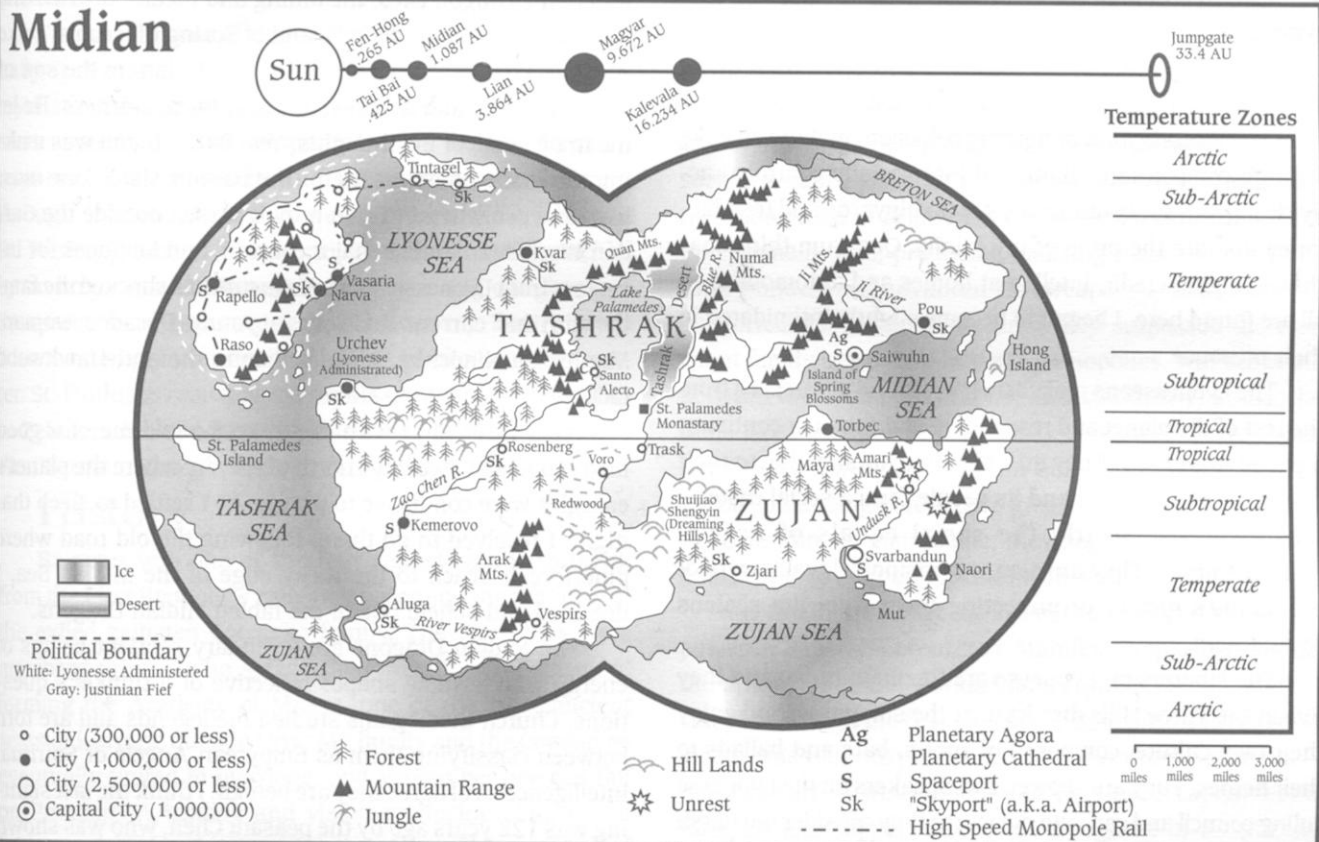 Midian
Sun
Fen-Hong
.265 AU
Tai Bai
.423 AU
Midian
1.087 AU
Lian
3.864 AU
Magyar
9.672 AU
Kalevala
16.234 AU
Jumpgate
33.4 AU
Temperature Zones
Arctic
Sub-Arctic
Temperate
Subtropical
Tropical
Tropical
Subtropical
Temperate
Sub-Arctic
Arctic
Tintagel
Sk
LYONESSE
SEA
BRETON SEA
Kvar
Sk
Quan Mts.
Numal
Mts.
Ji Mts.
Ji River
S
Vasaria
Sk
Narva
S
Rapello
S
Raso
Lake
Palamedes
TASHRAK
Tashrak Desert
Blue R.
Pou
Sk
Ag
S
Saiwuhn
Hong
Island
Urchev
(Lyonesse
Administrated)
Sk
Sk
C
Santo
Alecto
Island of
Spring
Blossoms
MIDIAN
SEA
St. Palamedes
Monastary
St. Palamedes
Island
Rosenberg
Sk
Voro
Trask
Torbec
Maya
Amari
Mts.
Zao Chen R.
TASHRAK
SEA
S
Kemerovo
Redwood
Shuijiao
Shengyin
(Dreaming
Hills)
ZUJAN
Unduck R.
Arak
Mts.
Sk
Zjari
Svarbandun
S
Naori
Aluga
Sk
River Vespirs
Vespirs
Mut
ZUJAN SEA
ZUJAN
SEA
Ice
Desert
Political Boundary
White: Lyonesse Administered
Gray: Justinian Fief
City (300,000 or less)
City (1,000,000 or less)
City (2,500,000 or less)
Capital City (1,000,000)
Forest
Mountain Range
Jungle
Hill Lands
Unrest
Ag Planetary Agora
C Planetary Cathedral
S Spaceport
Sk "Skyport" (a.k.a. Airport)
High Speed Monopole Rail
0 1,000 2,000 3,000
miles miles miles miles